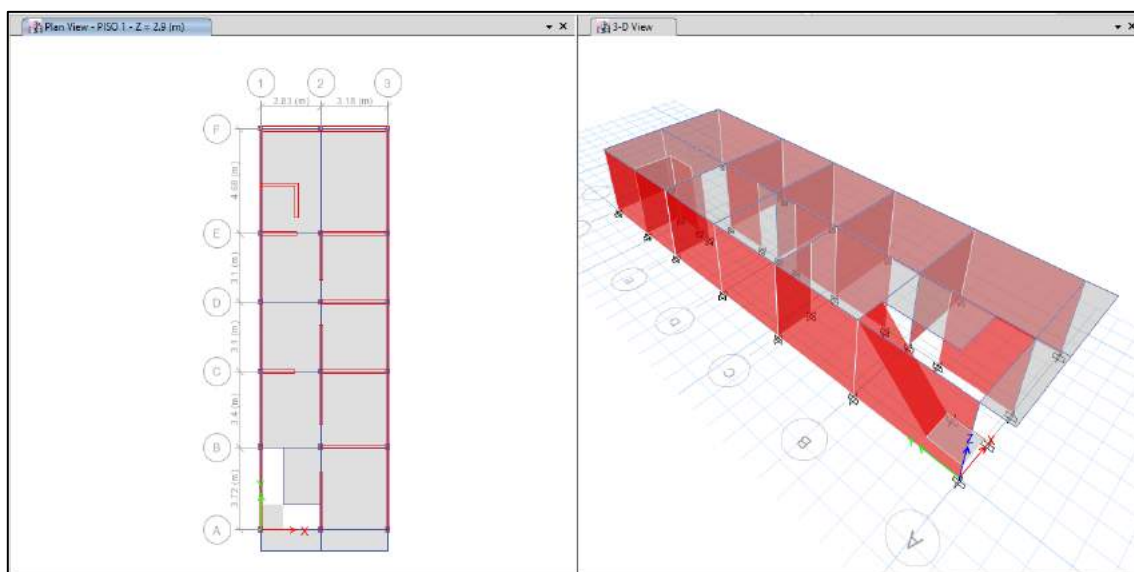 Plan View - PISO 1 - Z = 2.9 (m)
3-D View
1
2
3
2.83 (m)
3.18 (m)
F
4.68 (m)
E
3.1 (m)
D
3.1 (m)
C
3.4 (m)
B
3.72 (m)
A
X
E
D
C
B
A
Z
X
Y